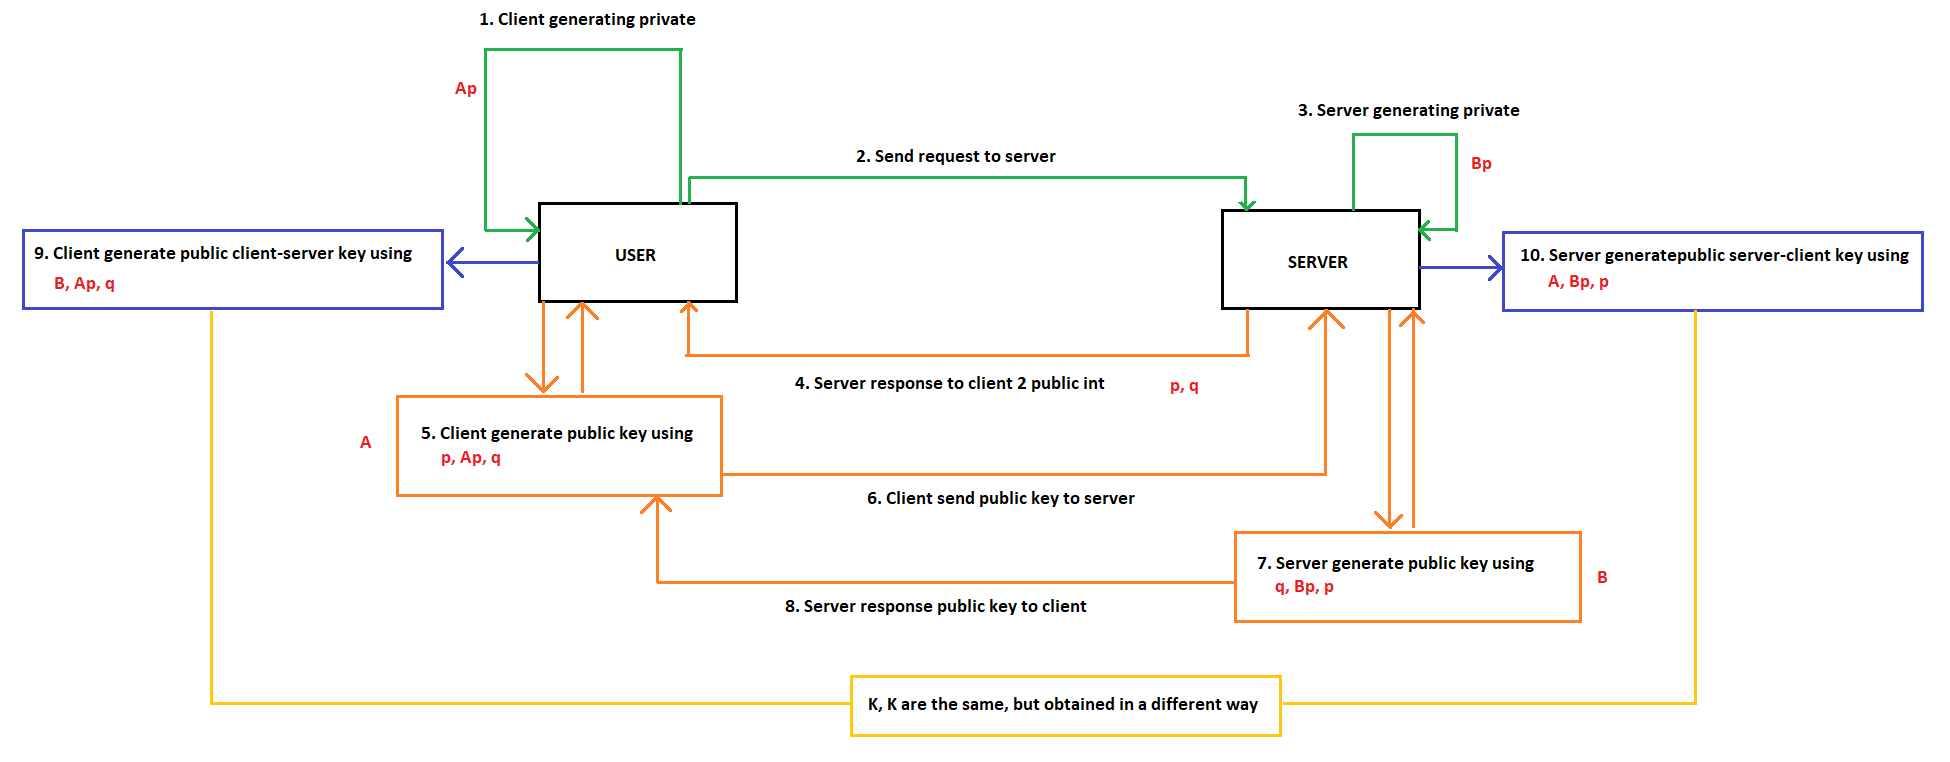 1. Client generating private
Ap
3. Server generating private
2. Send request to server
Bp
9. Client generate public client-server key using
B, Ap, q
USER
SERVER
10. Server generatepublic server-client key using
A, Bp, p
4. Server response to client 2 public int
p, q
A
5. Client generate public key using
p, Ap, q
6. Client send public key to server
7. Server generate public key using
q, Bp, p
B
8. Server response public key to client
K, K are the same, but obtained in a different way